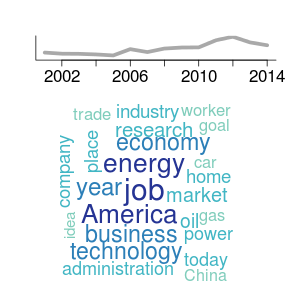 2002 2006 2010 2014
trade industry worker
research goal
company place economy
energy car
year job home
market
America oil gas
idea business power
technology
administration today
China